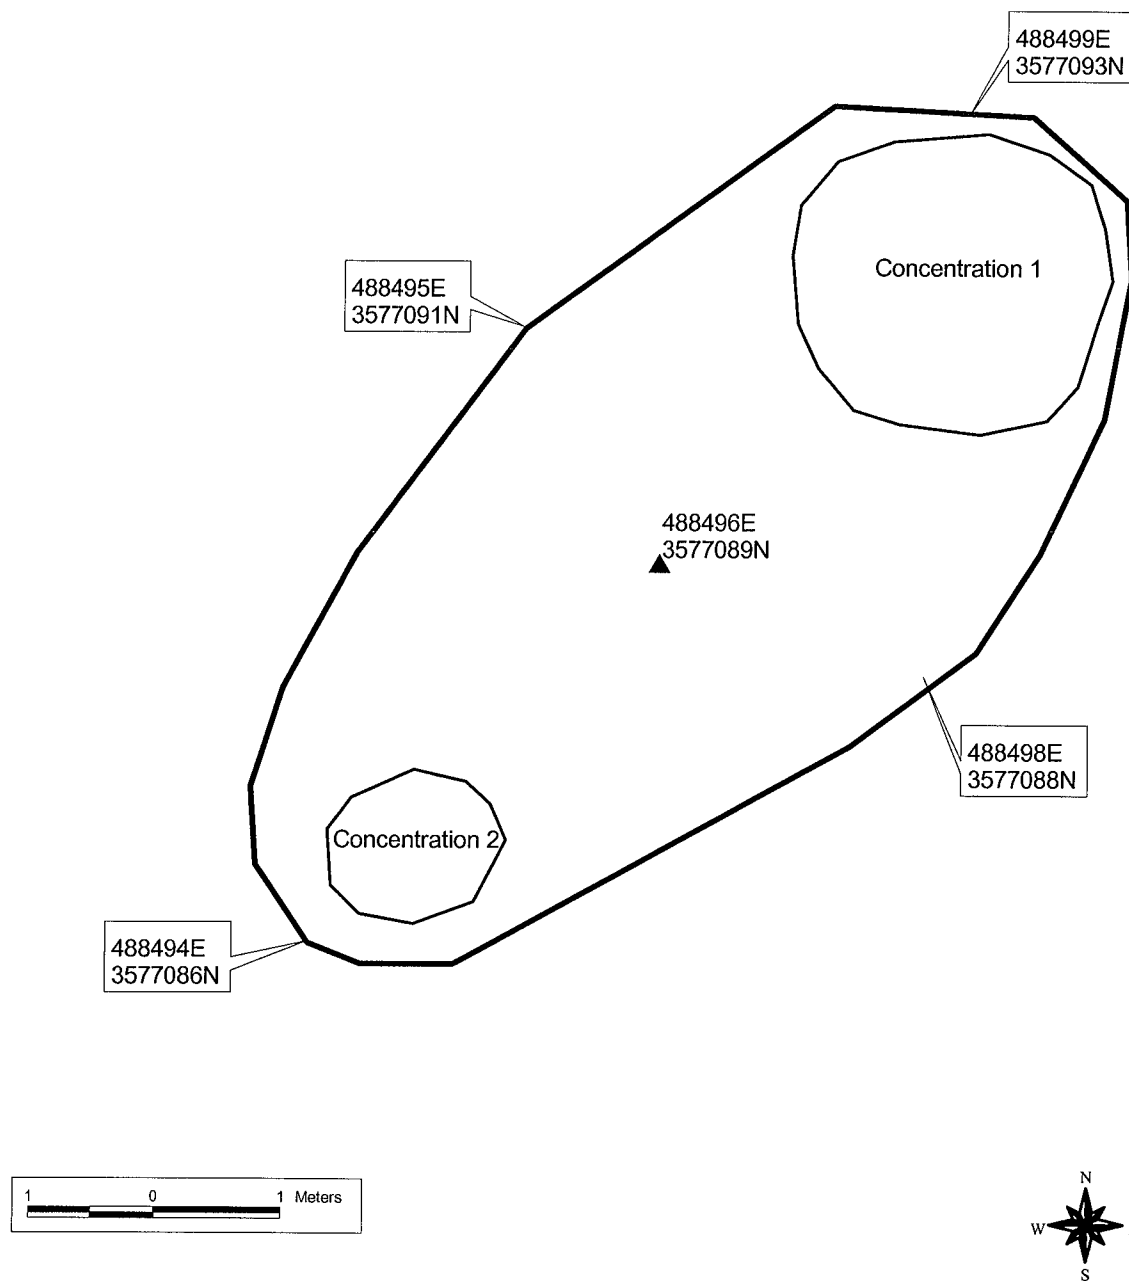 488499E
3577093N
Concentration 1
488495E
3577091N
488496E
3577089N
488498E
3577088N
Concentration 2
488494E
3577086N
1 0 1 Meters
N
W
S